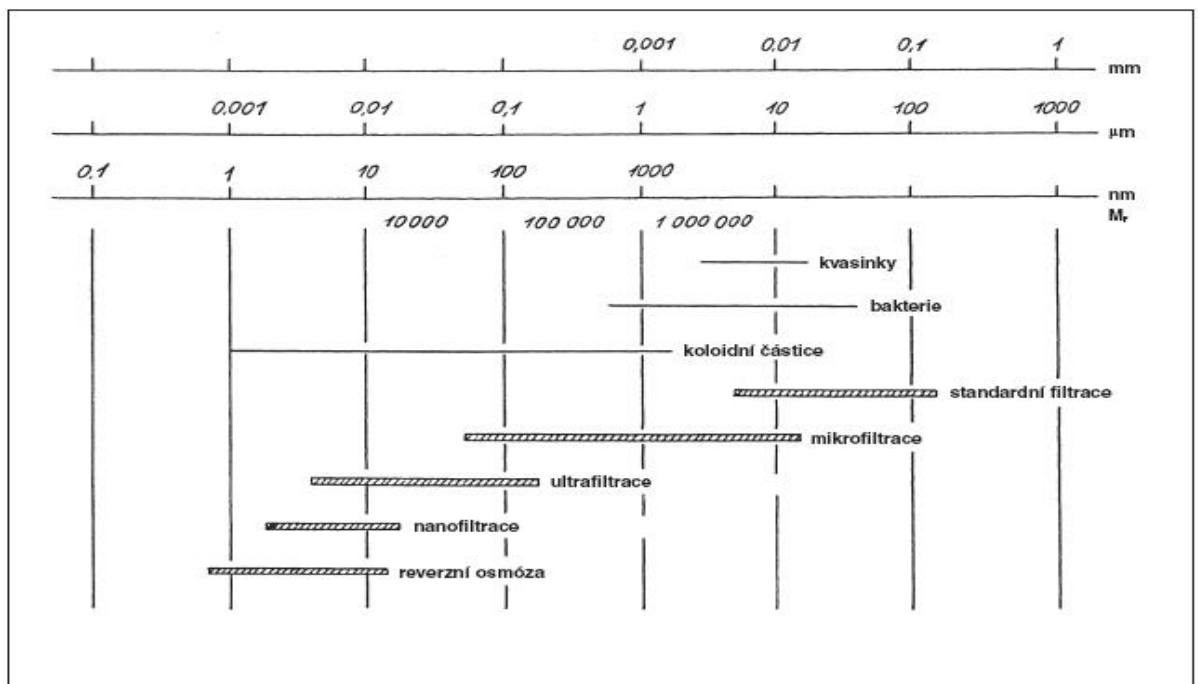 0,001 0,01 0,1 1
mm
0,001 0,01 0,1 1 10 100 1000
µm
0,1 1 10 100 1000
nm
Mr
10 000 100 000 1 000 000
kvasinky
bakterie
koloidní částice
standardní filtrace
mikrofiltrace
ultrafiltrace
nanofiltrace
reverzní osmóza